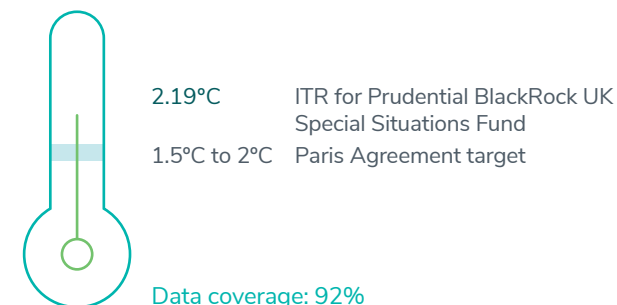 2.19°C ITR for Prudential BlackRock UK
Special Situations Fund
1.5°C to 2°C Paris Agreement target
Data coverage: 92%